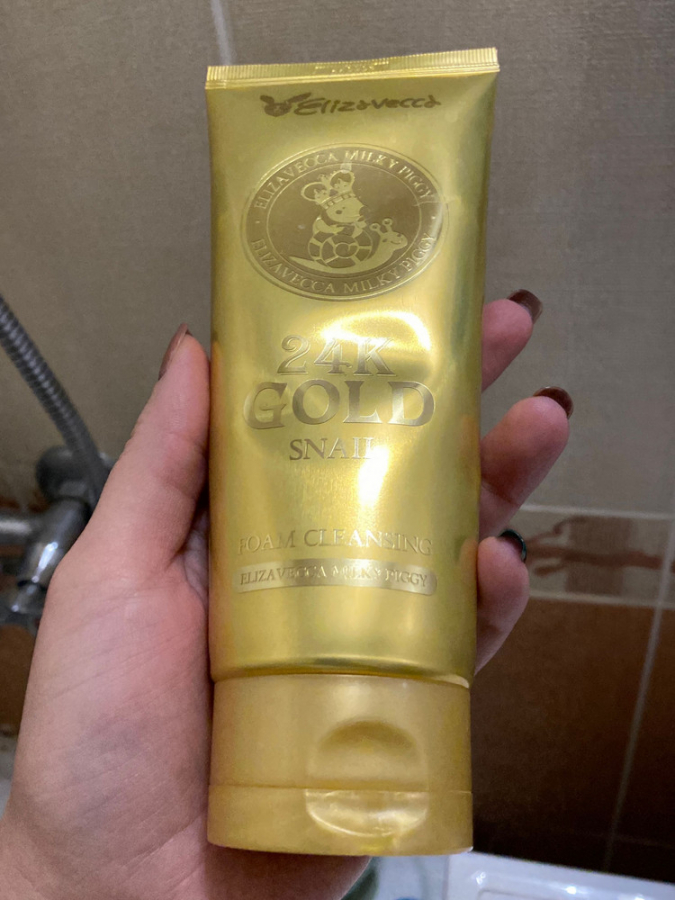 Elizavecca
ELIZAVECCA MILKY PIGGY
ELIZAVECCA MILKY PIGGY
24K
GOLD
SNAIL
FOAM CLEANSING
ELIZAVECCA MILKY PIGGY